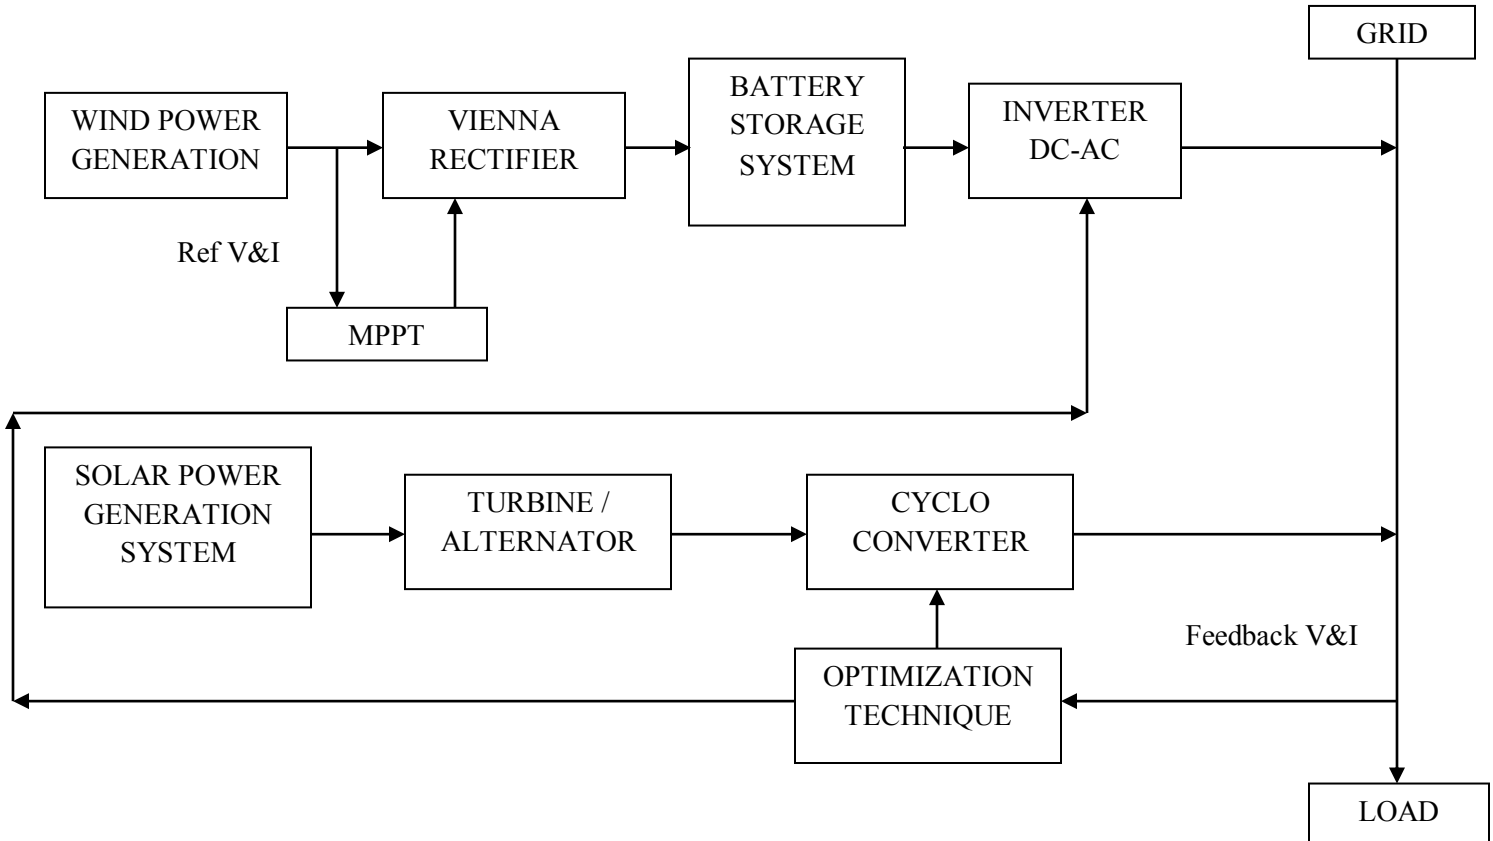 GRID
WIND POWER
GENERATION
VIENNA
RECTIFIER
BATTERY
STORAGE
SYSTEM
INVERTER
DC-AC
Ref V&I
MPPT
SOLAR POWER
GENERATION
SYSTEM
TURBINE /
ALTERNATOR
CYCLO
CONVERTER
Feedback V&I
OPTIMIZATION
TECHNIQUE
LOAD